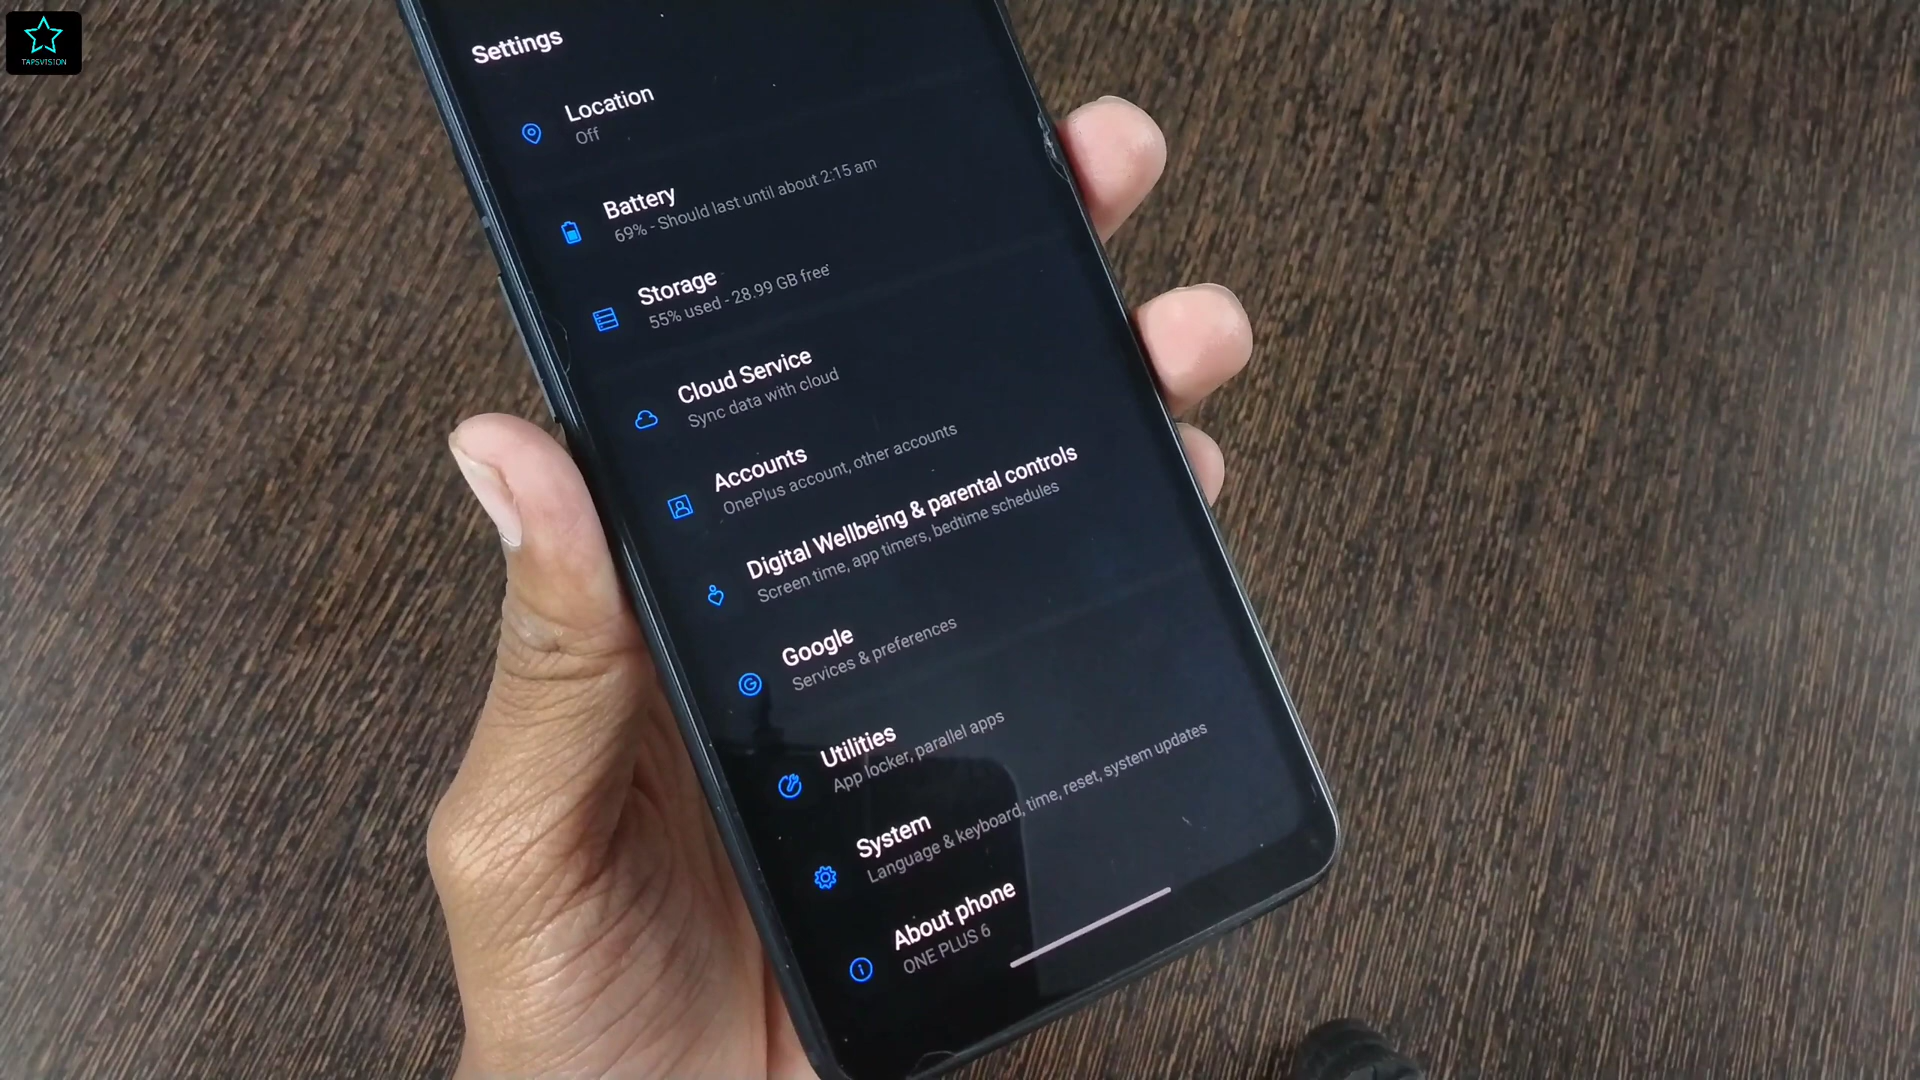 TAPSVISION
Settings
Location
Off
Battery
69% - Should last until about 2:15 am
Storage
55% used - 28.99 GB free
Cloud Service
Sync data with cloud
Accounts
OnePlus account, other accounts
Digital Wellbeing & parental controls
Screen time, app timers, bedtime schedules
Google
Services & preferences
Utilities
App locker, parallel apps
System
Language & keyboard, time, reset, system updates
About phone
ONE PLUS 6